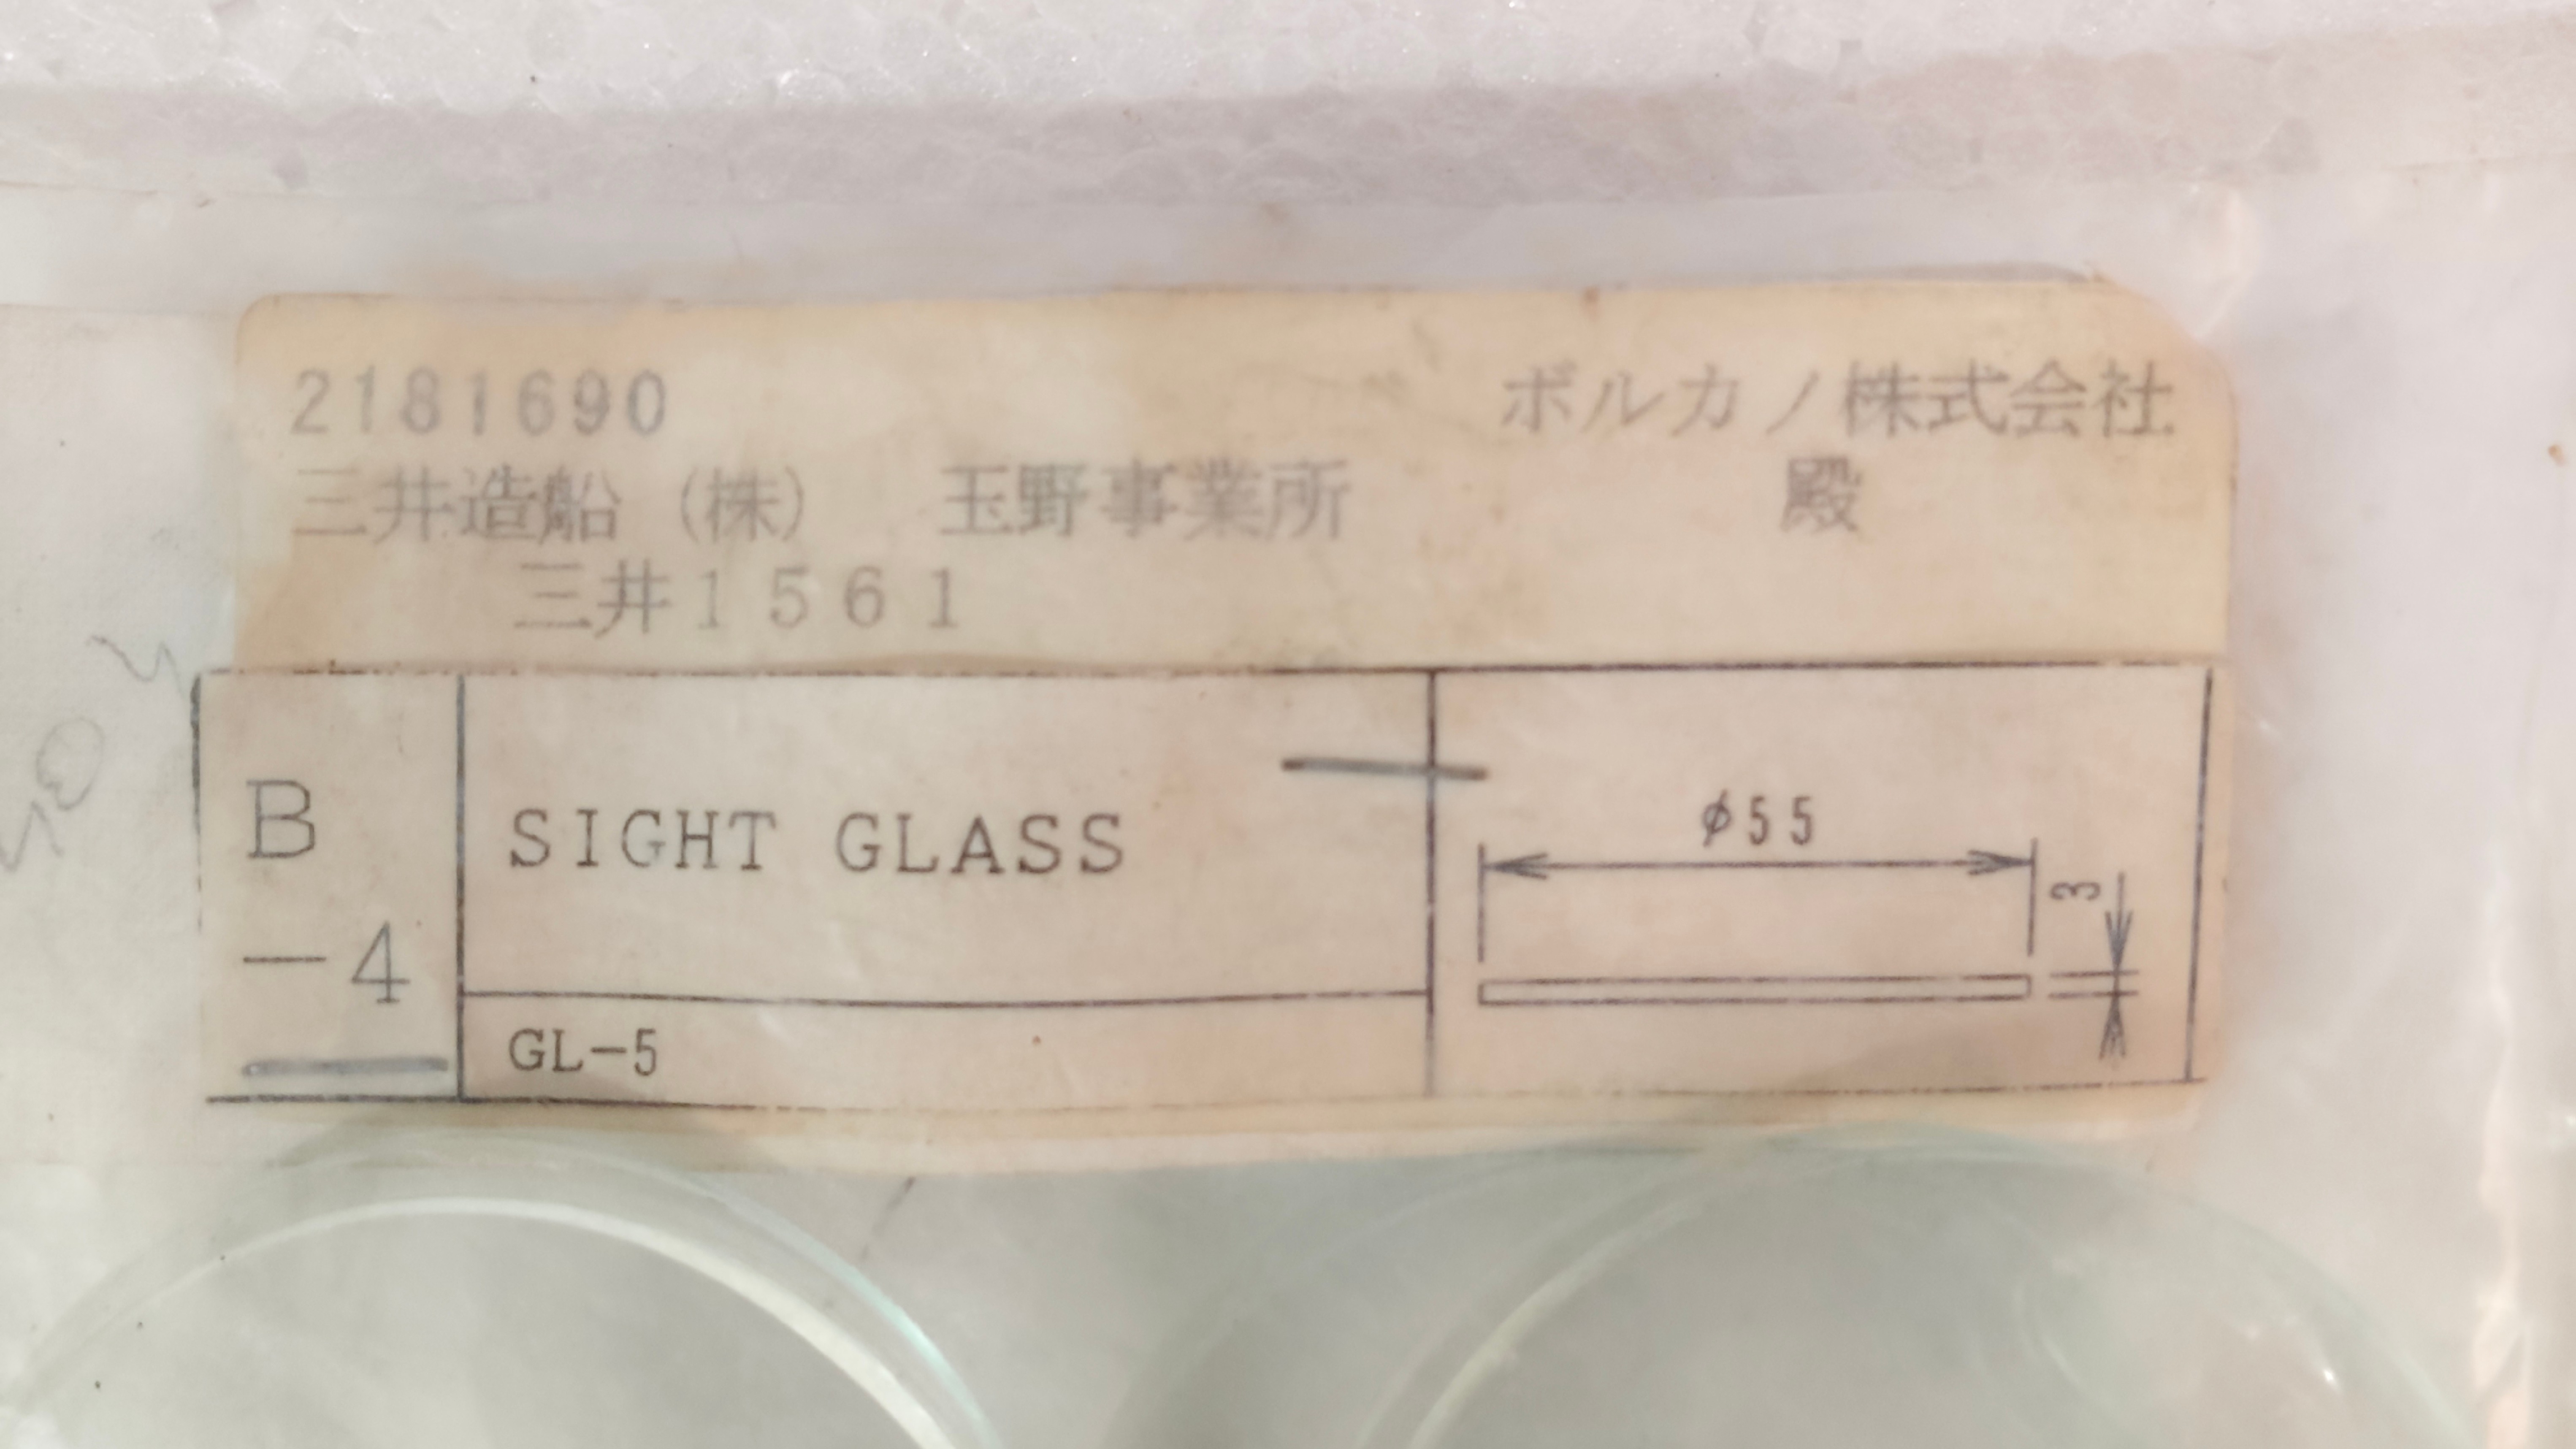 2181690
ボルカノ株式会社
三井造船（株）　玉野事業所
殿
三井１５６１
B
－4
SIGHT GLASS
GL-5
φ55
3